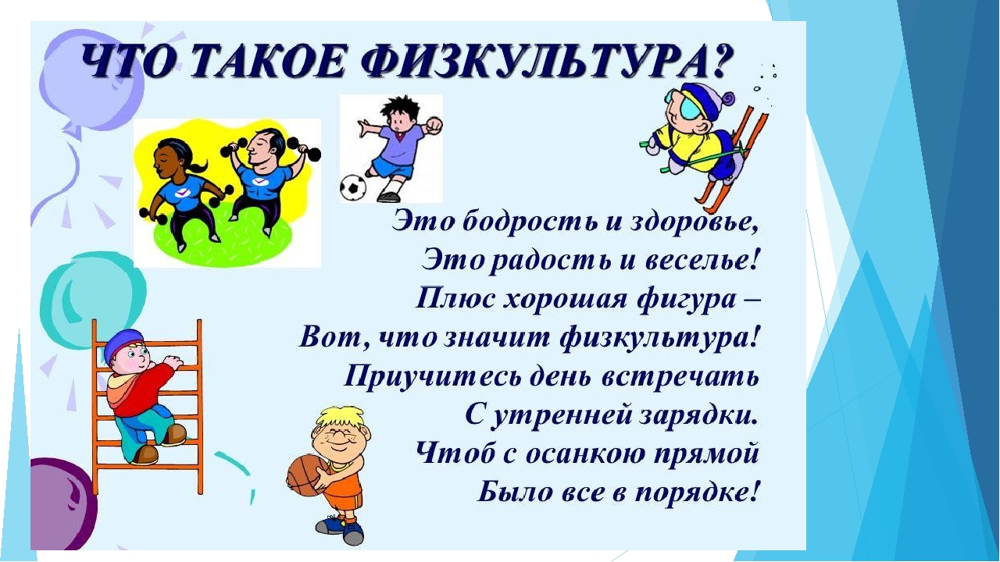 ЧТО ТАКОЕ ФИЗКУЛЬТУРА?
Это бодрость и здоровье,
Это радость и веселье!
Плюс хорошая фигура –
Вот, что значит физкультура!
Приучитесь день встречать
С утренней зарядки.
Чтоб с осанкою прямой
Было все в порядке!